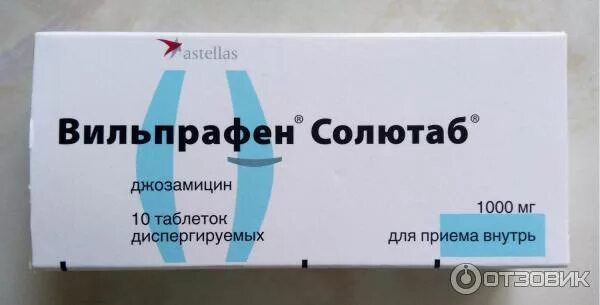 astellas
Вильпрафен® Солютаб®
джозамицин
10 таблеток
диспергируемых
1000 мг
для приема внутрь
ОТЗОВИК